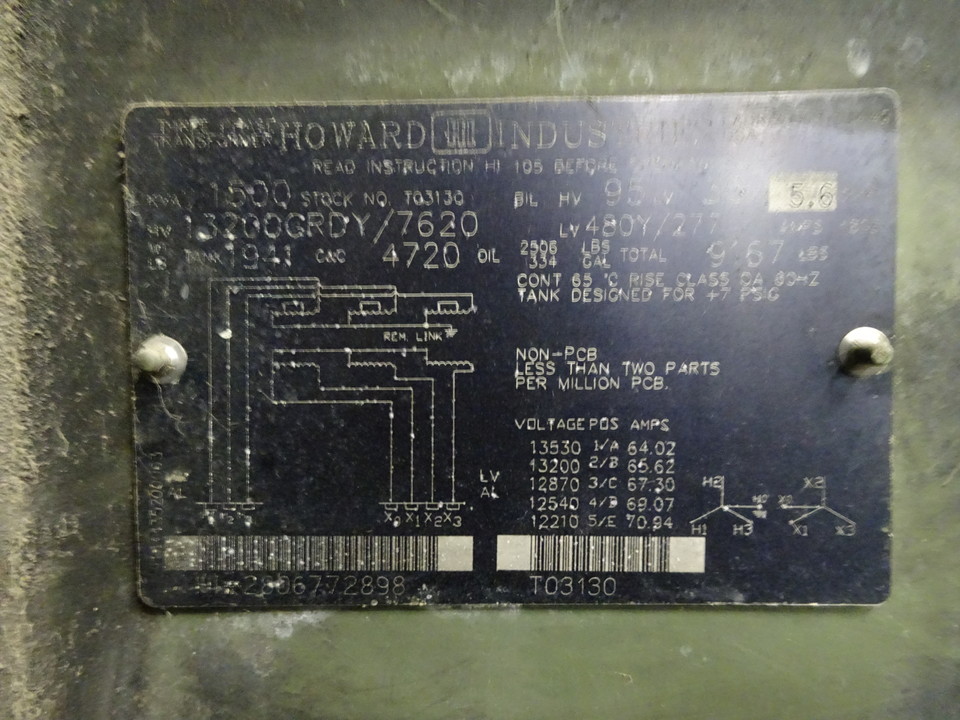 HOWARD HI INDUSTRIES
READ INSTRUCTION HI 105 BEFORE
KVA 1500 STOCK NO. T03130 BIL HV 95 LV 5.6
HV 13200GRDY/7620 LV 480Y/277
TANK 1941 C&C 4720 OIL 2506 LBS 334 GAL TOTAL 9167 LBS
CONT 65 °C RISE CLASS OA 60HZ
TANK DESIGNED FOR +7 PSIG
REM. LINK
NON-PCB
LESS THAN TWO PARTS
PER MILLION PCB.
VOLTAGE POS AMPS
13530 1/A 64.02
13200 2/B 65.62
12870 3/C 67.30
12540 4/D 69.07
12210 5/E 70.94
LV
AL
AL
X0 X1 X2 X3
H2 X2
H1 H3 X1 X3
2806772898 T03130